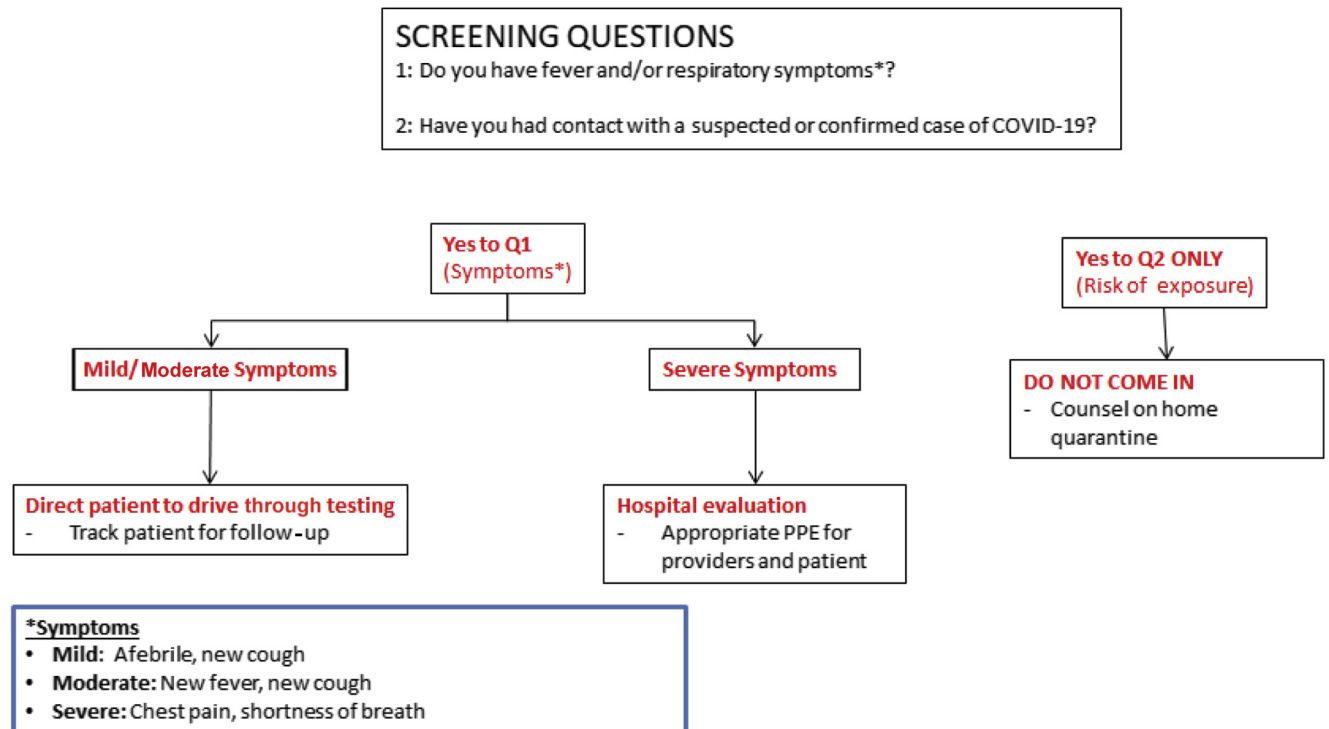 SCREENING QUESTIONS
1: Do you have fever and/or respiratory symptoms*?
2: Have you had contact with a suspected or confirmed case of COVID-19?
Yes to Q1
(Symptoms*)
Yes to Q2 ONLY
(Risk of exposure)
Mild/Moderate Symptoms
Severe Symptoms
DO NOT COME IN
- Counsel on home
quarantine
Direct patient to drive through testing
- Track patient for follow-up
Hospital evaluation
- Appropriate PPE for
providers and patient
*Symptoms
• Mild: Afebrile, new cough
• Moderate: New fever, new cough
• Severe: Chest pain, shortness of breath